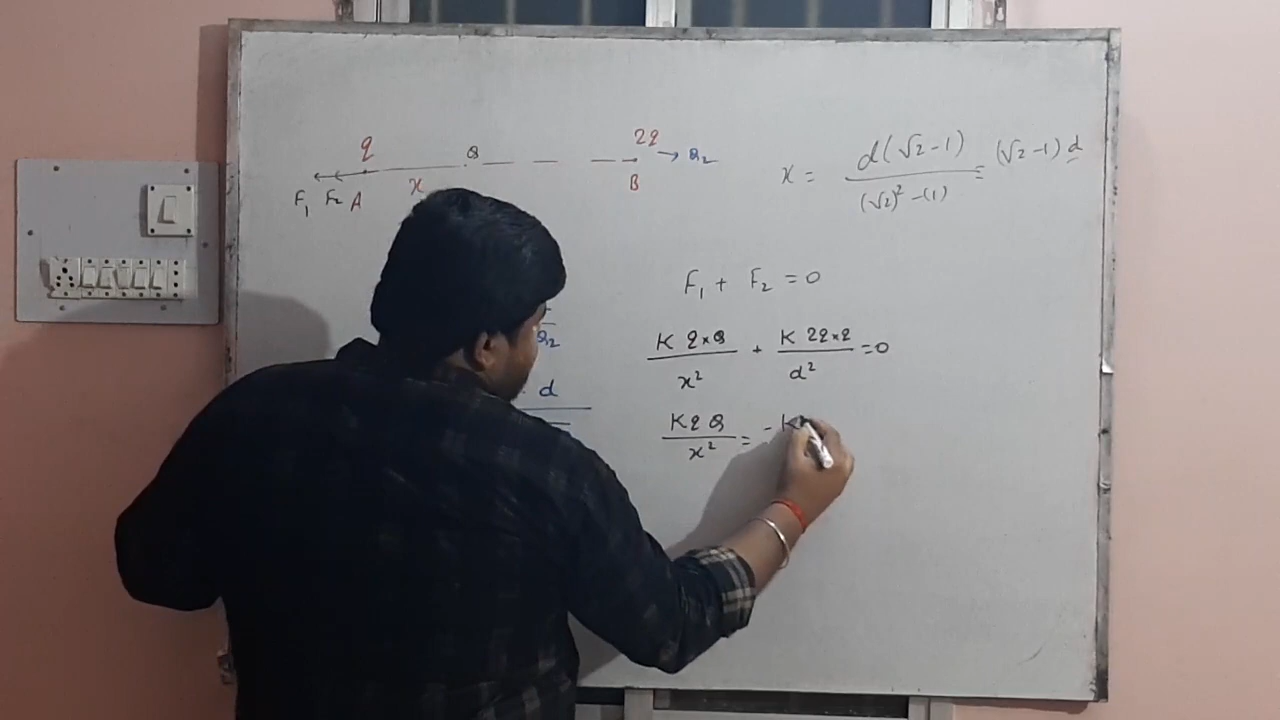 q Q 2q → Q₂
F₁ F₂ A x B
x = d(√2-1) / (√2)² -(1) = (√2-1) d
F₁ + F₂ = 0
K q×Q / x² + K 2q×q / d² = 0
Q₂
d
K q Q / x² = - K